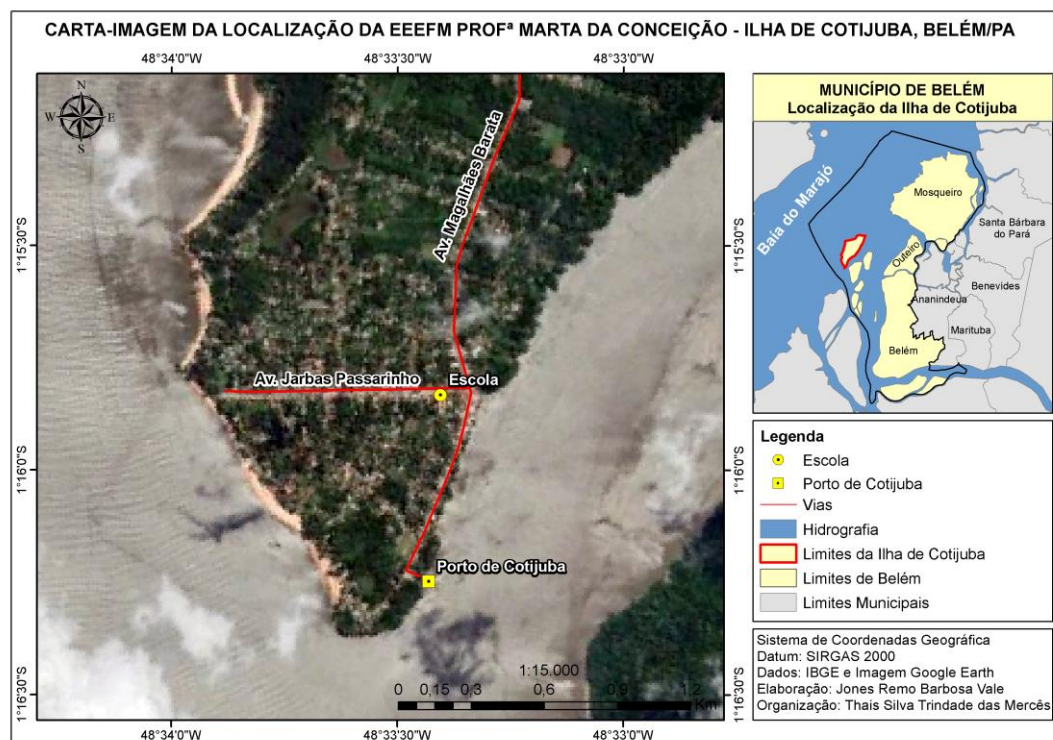 CARTA-IMAGEM DA LOCALIZAÇÃO DA EEEFM PROFª MARTA DA CONCEIÇÃO - ILHA DE COTIJUBA, BELÉM/PA
48°34'0"W
48°33'30"W
48°33'0"W
N
W
E
S
Av. Magalhães Barata
1°15'30"S
1°15'30"S
Av. Jarbas Passarinho
Escola
1°16'0"S
1°16'0"S
Porto de Cotijuba
1:15.000
0
0,15
0,3
0,6
0,9
1,2
Km
1°16'30"S
1°16'30"S
48°34'0"W
48°33'30"W
48°33'0"W
MUNICÍPIO DE BELÉM
Localização da Ilha de Cotijuba
Baia do Marajó
Mosqueiro
Santa Bárbara
do Pará
Outeiro
Benevides
Ananindeua
Marituba
Belém
Legenda
Escola
Porto de Cotijuba
Vias
Hidrografia
Limites da Ilha de Cotijuba
Limites de Belém
Limites Municipais
Sistema de Coordenadas Geográfica
Datum: SIRGAS 2000
Dados: IBGE e Imagem Google Earth
Elaboração: Jones Remo Barbosa Vale
Organização: Thais Silva Trindade das Mercês